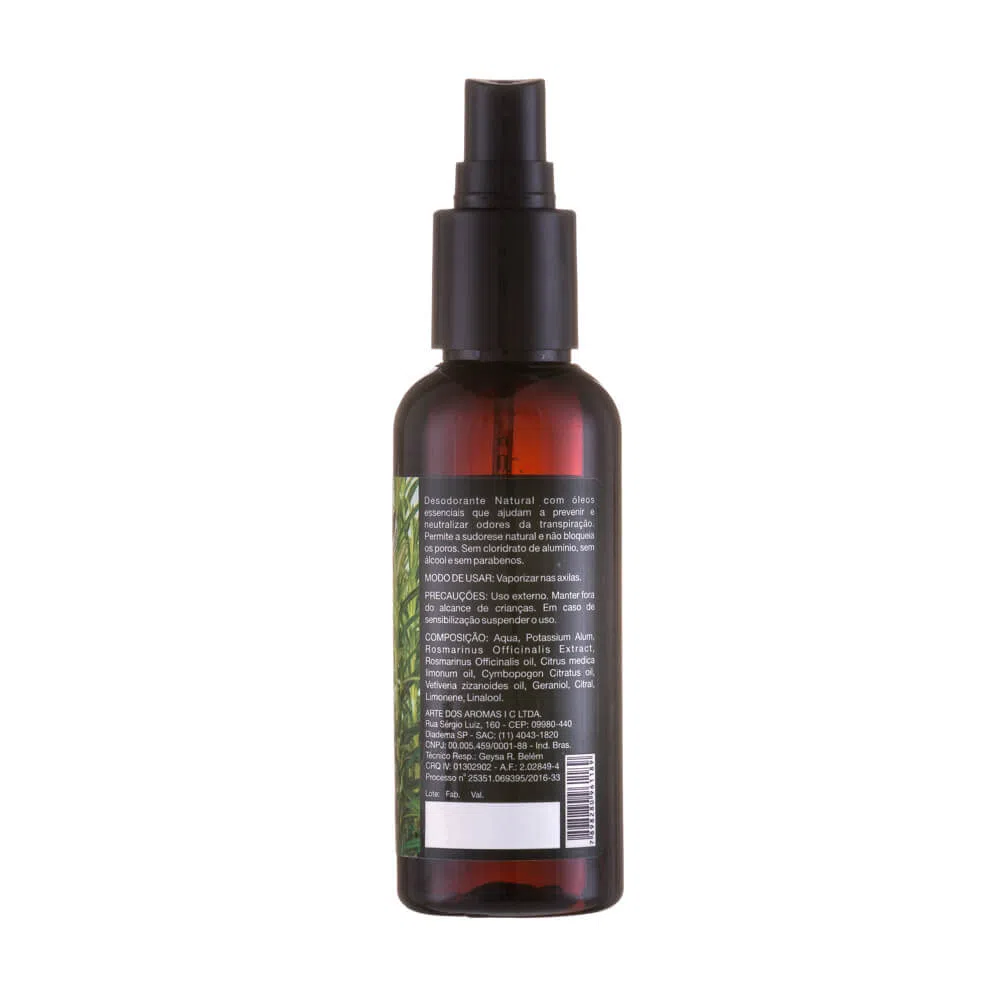 Desodorante Natural com óleos
essenciais que ajudam a prevenir e
neutralizar odores da transpiração.
Permite a sudorese natural e não bloqueia
os poros. Sem cloridrato de alumínio, sem
álcool e sem parabenos.
MODO DE USAR: Vaporizar nas axilas.
PRECAUÇÕES: Uso externo. Manter fora
do alcance de crianças. Em caso de
sensibilização suspender o uso.
COMPOSIÇÃO: Aqua, Potassium Alum,
Rosmarinus Officinalis Extract,
Rosmarinus Officinalis oil, Citrus medica
limonum oil, Cymbopogon Citratus oil,
Vetiveria zizanoides oil, Geraniol, Citral,
Limonene, Linalool.
ARTE DOS AROMAS I C LTDA.
Rua Sérgio Luiz, 160 - CEP: 09980-440
Diadema SP - SAC: (11) 4043-1820
CNPJ: 00.005.459/0001-88 - Ind. Bras.
Técnico Resp.: Geysa R. Belém
CRQ IV: 01302902 - A.F.: 2.02849-4
Processo n° 25351.069395/2016-33
Lote: Fab. Val.